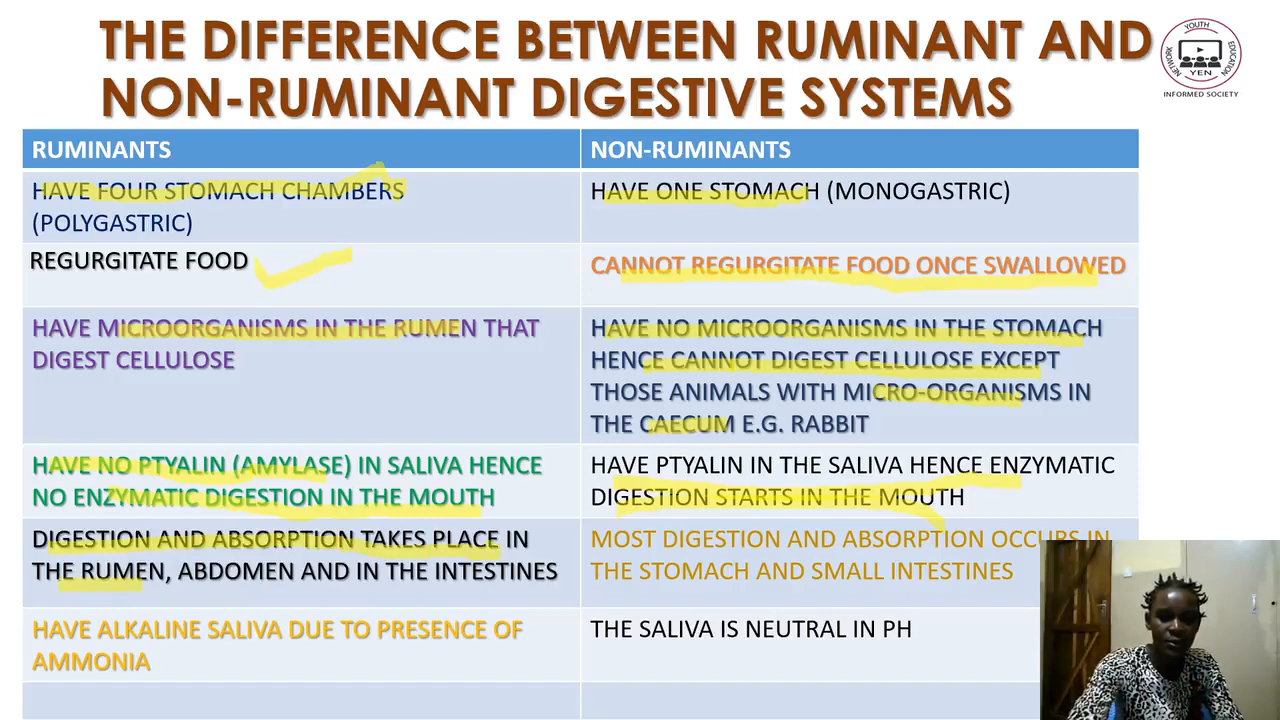 THE DIFFERENCE BETWEEN RUMINANT AND
NON-RUMINANT DIGESTIVE SYSTEMS
YOUTH
EDUCATION
NETWORK
YEN
INFORMED SOCIETY
RUMINANTS
NON-RUMINANTS
HAVE FOUR STOMACH CHAMBERS
(POLYGASTRIC)
HAVE ONE STOMACH (MONOGASTRIC)
REGURGITATE FOOD
CANNOT REGURGITATE FOOD ONCE SWALLOWED
HAVE MICROORGANISMS IN THE RUMEN THAT
DIGEST CELLULOSE
HAVE NO MICROORGANISMS IN THE STOMACH
HENCE CANNOT DIGEST CELLULOSE EXCEPT
THOSE ANIMALS WITH MICRO-ORGANISMS IN
THE CAECUM E.G. RABBIT
HAVE NO PTYALIN (AMYLASE) IN SALIVA HENCE
NO ENZYMATIC DIGESTION IN THE MOUTH
HAVE PTYALIN IN THE SALIVA HENCE ENZYMATIC
DIGESTION STARTS IN THE MOUTH
DIGESTION AND ABSORPTION TAKES PLACE IN
THE RUMEN, ABDOMEN AND IN THE INTESTINES
MOST DIGESTION AND ABSORPTION OCCURS IN
THE STOMACH AND SMALL INTESTINES
HAVE ALKALINE SALIVA DUE TO PRESENCE OF
AMMONIA
THE SALIVA IS NEUTRAL IN PH